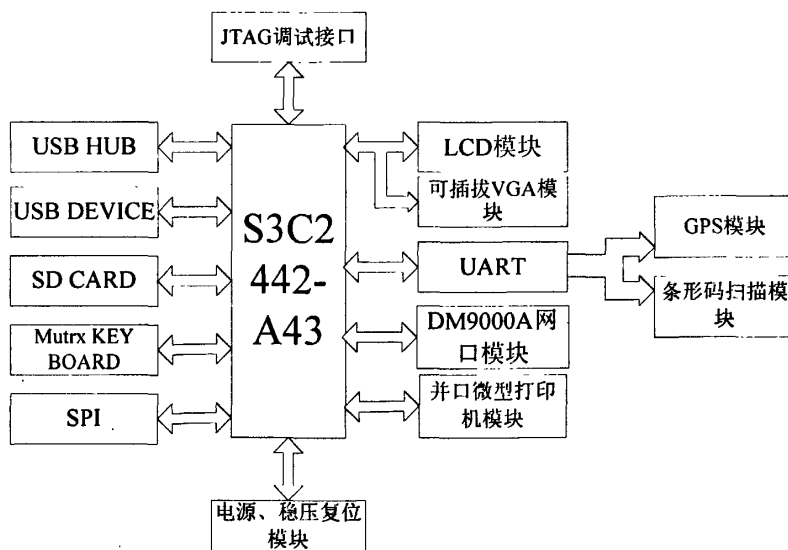 JTAG调试接口
USB HUB
USB DEVICE
SD CARD
Mutrx KEY
BOARD
SPI
S3C2
442-
A43
LCD模块
可插拔VGA模
块
UART
DM9000A网
口模块
并口微型打印
机模块
GPS模块
条形码扫描模
块
电源、稳压复位
模块